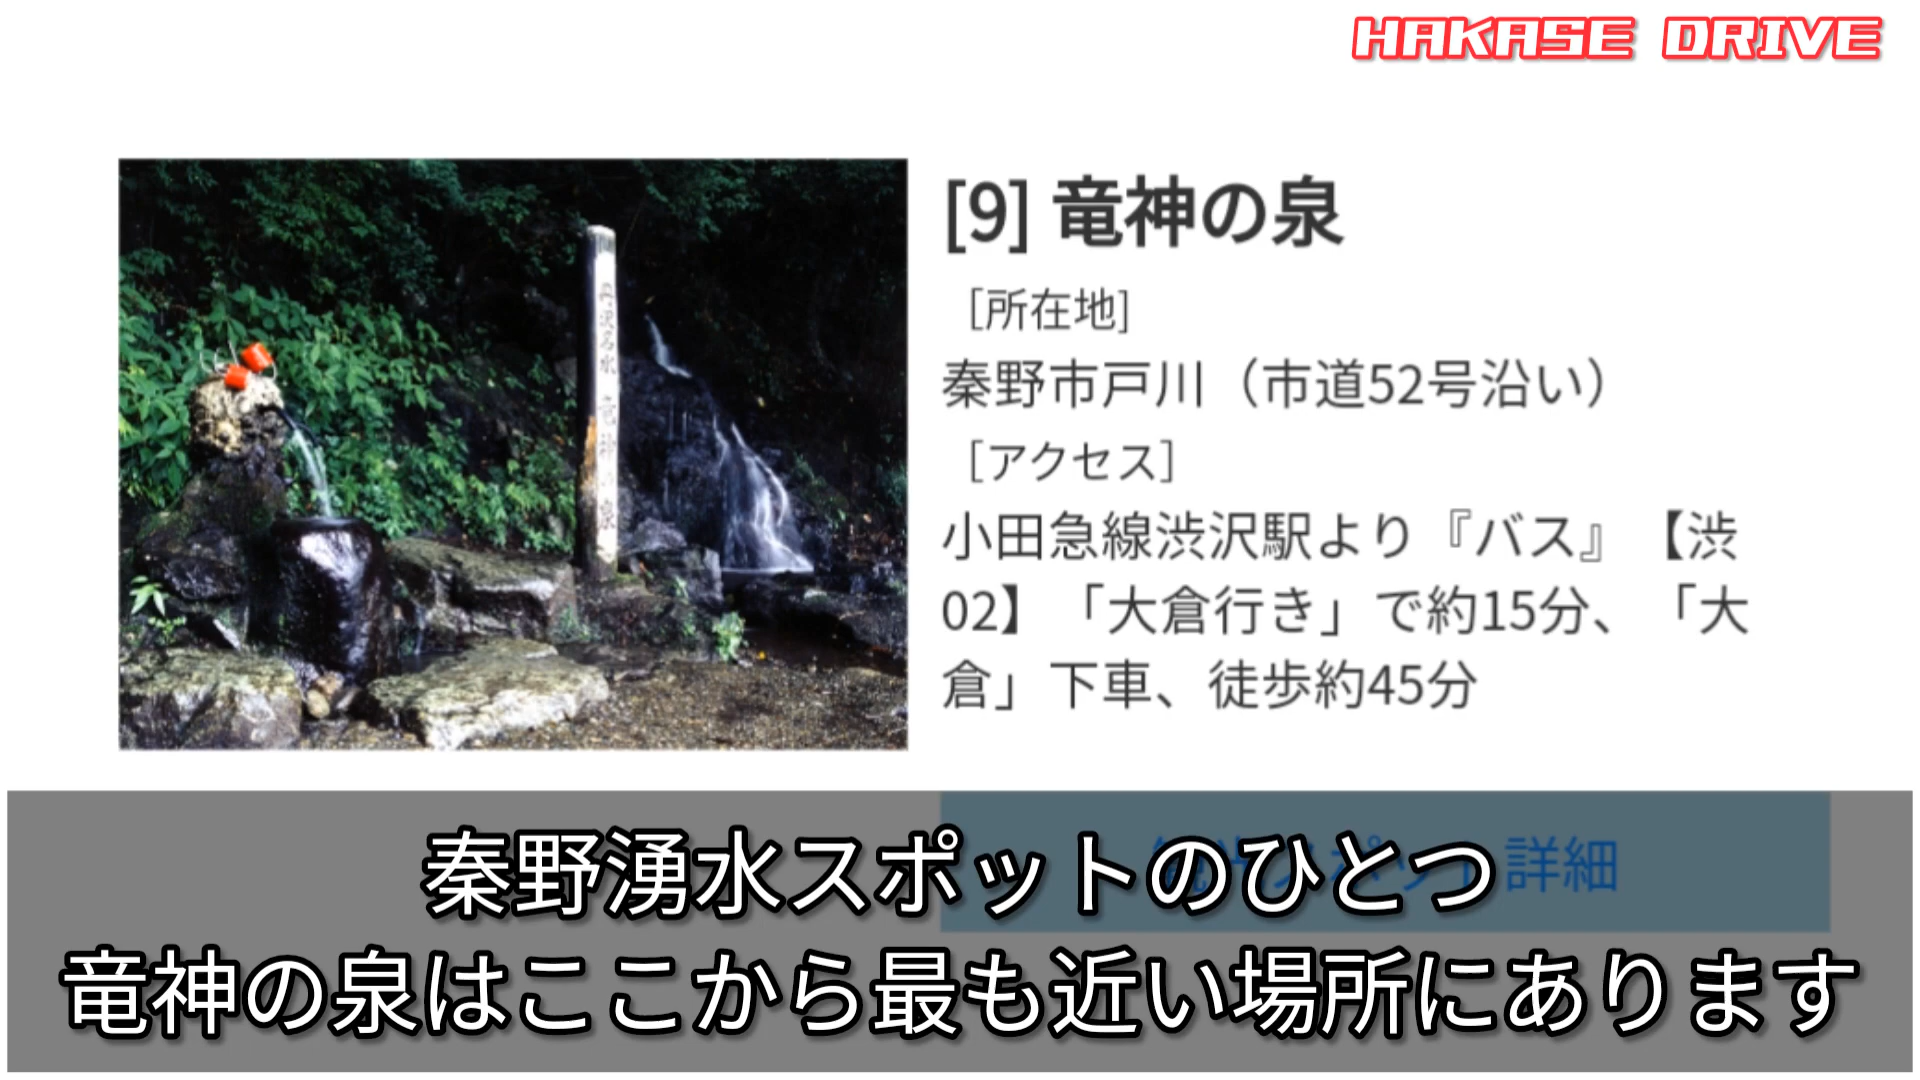 HAKASE DRIVE
[9] 竜神の泉
［所在地］
秦野市戸川（市道52号沿い）
［アクセス］
小田急線渋沢駅より『バス』【渋
02】「大倉行き」で約15分、「大
倉」下車、徒歩約45分
詳細
秦野湧水スポットのひとつ
竜神の泉はここから最も近い場所にあります